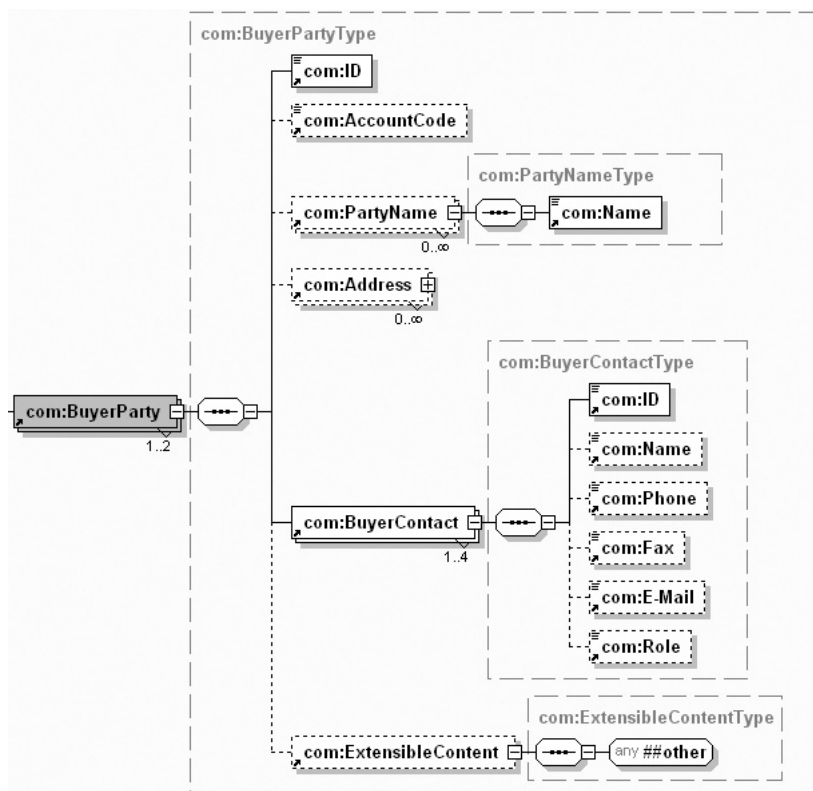 com:BuyerPartyType
com:ID
com:AccountCode
com:PartyNameType
com:PartyName
com:Name
0..∞
com:Address
0..∞
com:BuyerContactType
com:ID
com:BuyerParty
1..2
com:Name
com:Phone
com:BuyerContact
1..4
com:Fax
com:E-Mail
com:Role
com:ExtensibleContentType
com:ExtensibleContent
any ##other